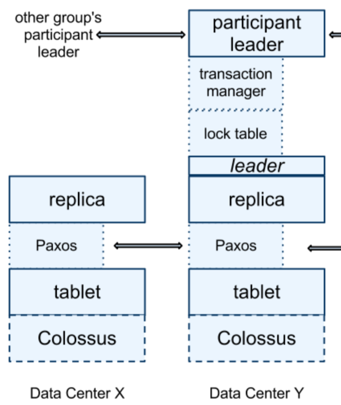 other group's
participant
leader
participant
leader
transaction
manager
lock table
leader
replica
replica
Paxos
Paxos
tablet
tablet
Colossus
Colossus
Data Center X
Data Center Y